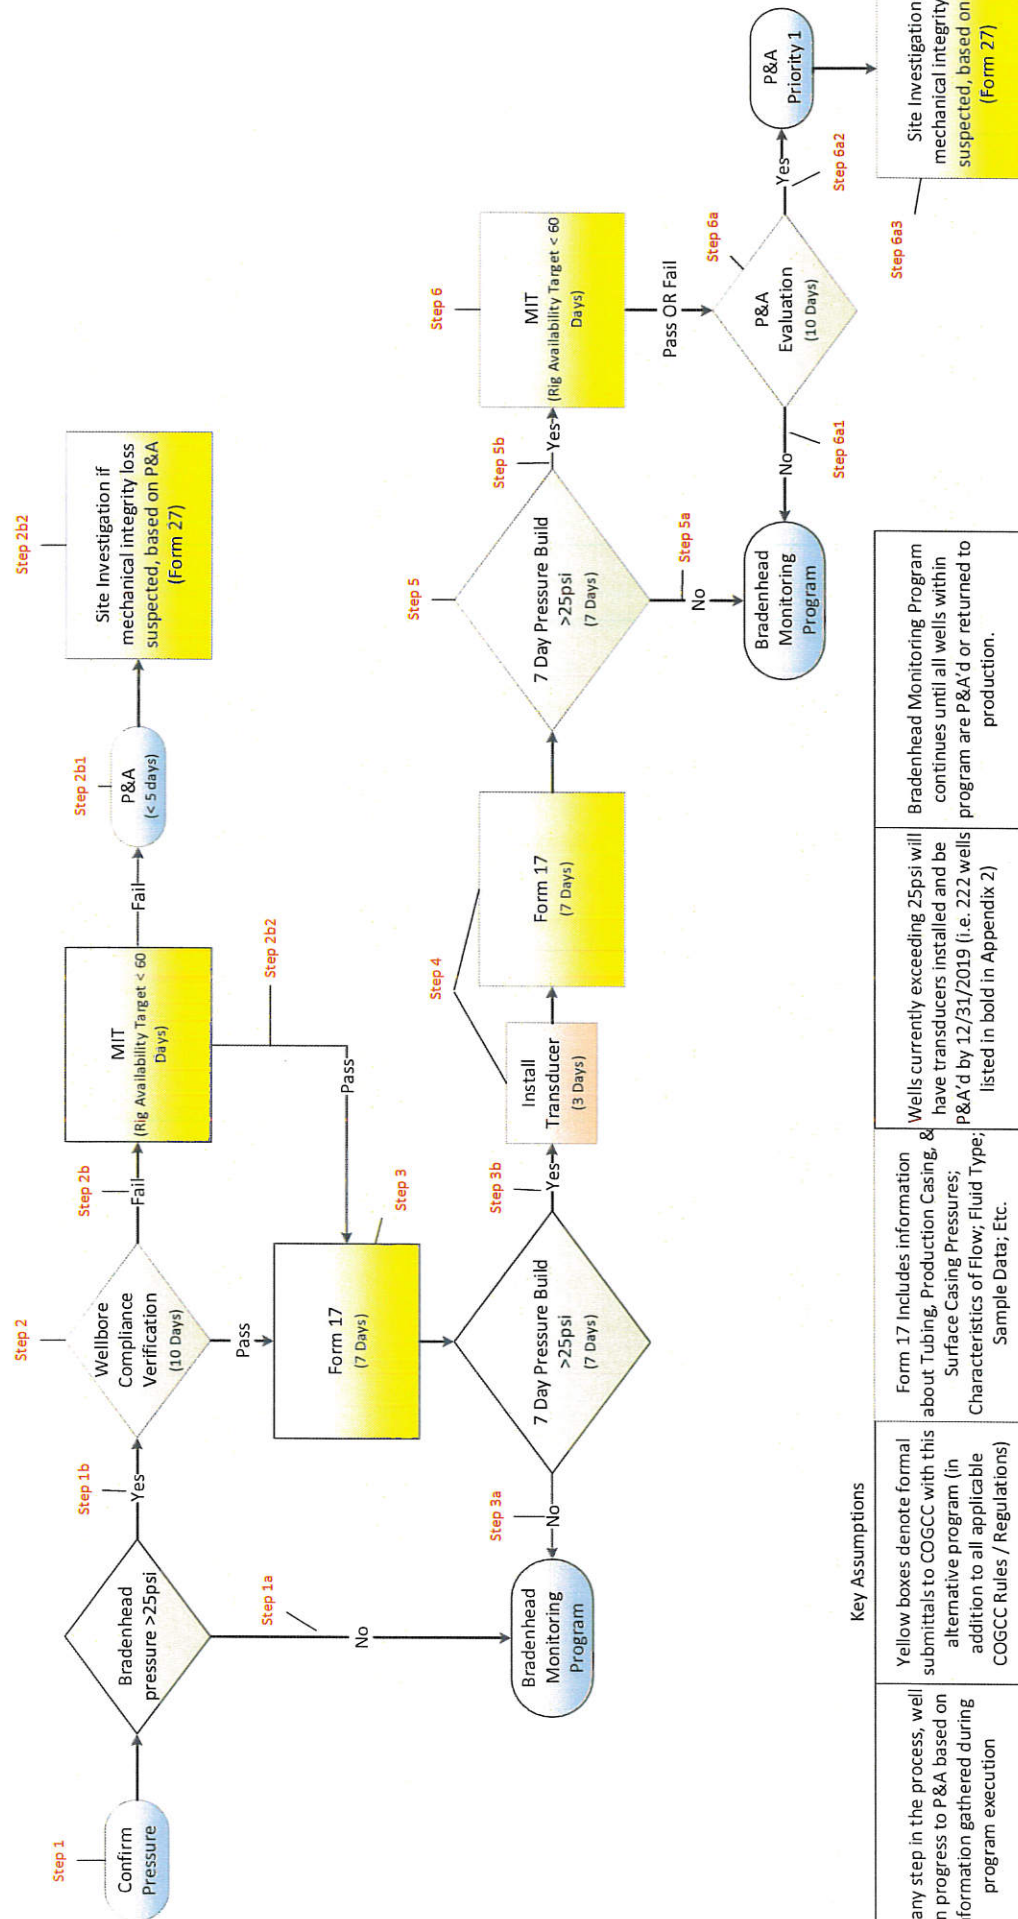 Step 1
Confirm
Pressure
Bradenhead
pressure >25psi
Step 1a
No
Bradenhead
Monitoring
Program
Step 1b
Yes
Step 2
Wellbore
Compliance
Verification
(10 Days)
Pass
Step 2b
Fail
MIT
(Rig Availability Target < 60
Days)
Fail
Step 2b1
P&A
(< 5 days)
Step 2b2
Site Investigation if
mechanical integrity loss
suspected, based on P&A
(Form 27)
Step 2b2
Pass
Step 3
Form 17
(7 Days)
7 Day Pressure Build
>25psi
(7 Days)
Step 3a
No
Step 3b
Yes
Step 4
Install
Transducer
(3 Days)
Form 17
(7 Days)
Step 5
7 Day Pressure Build
>25psi
(7 Days)
Step 5a
No
Bradenhead
Monitoring
Program
Step 5b
Yes
Step 6
MIT
(Rig Availability Target < 60
Days)
Pass OR Fail
Step 6a
P&A
Evaluation
(10 Days)
No
Step 6a1
Yes
Step 6a2
P&A
Priority 1
Step 6a3
Site Investigation
mechanical integrity
suspected, based on
(Form 27)
Key Assumptions
any step in the process, well
n progress to P&A based on
formation gathered during
program execution
Yellow boxes denote formal
submittals to COGCC with this
alternative program (in
addition to all applicable
COGCC Rules / Regulations)
Form 17 Includes information
about Tubing, Production Casing, &
Surface Casing Pressures;
Characteristics of Flow; Fluid Type;
Sample Data; Etc.
Wells currently exceeding 25psi will
have transducers installed and be
P&A'd by 12/31/2019 (i.e. 222 wells
listed in bold in Appendix 2)
Bradenhead Monitoring Program
continues until all wells within
program are P&A'd or returned to
production.